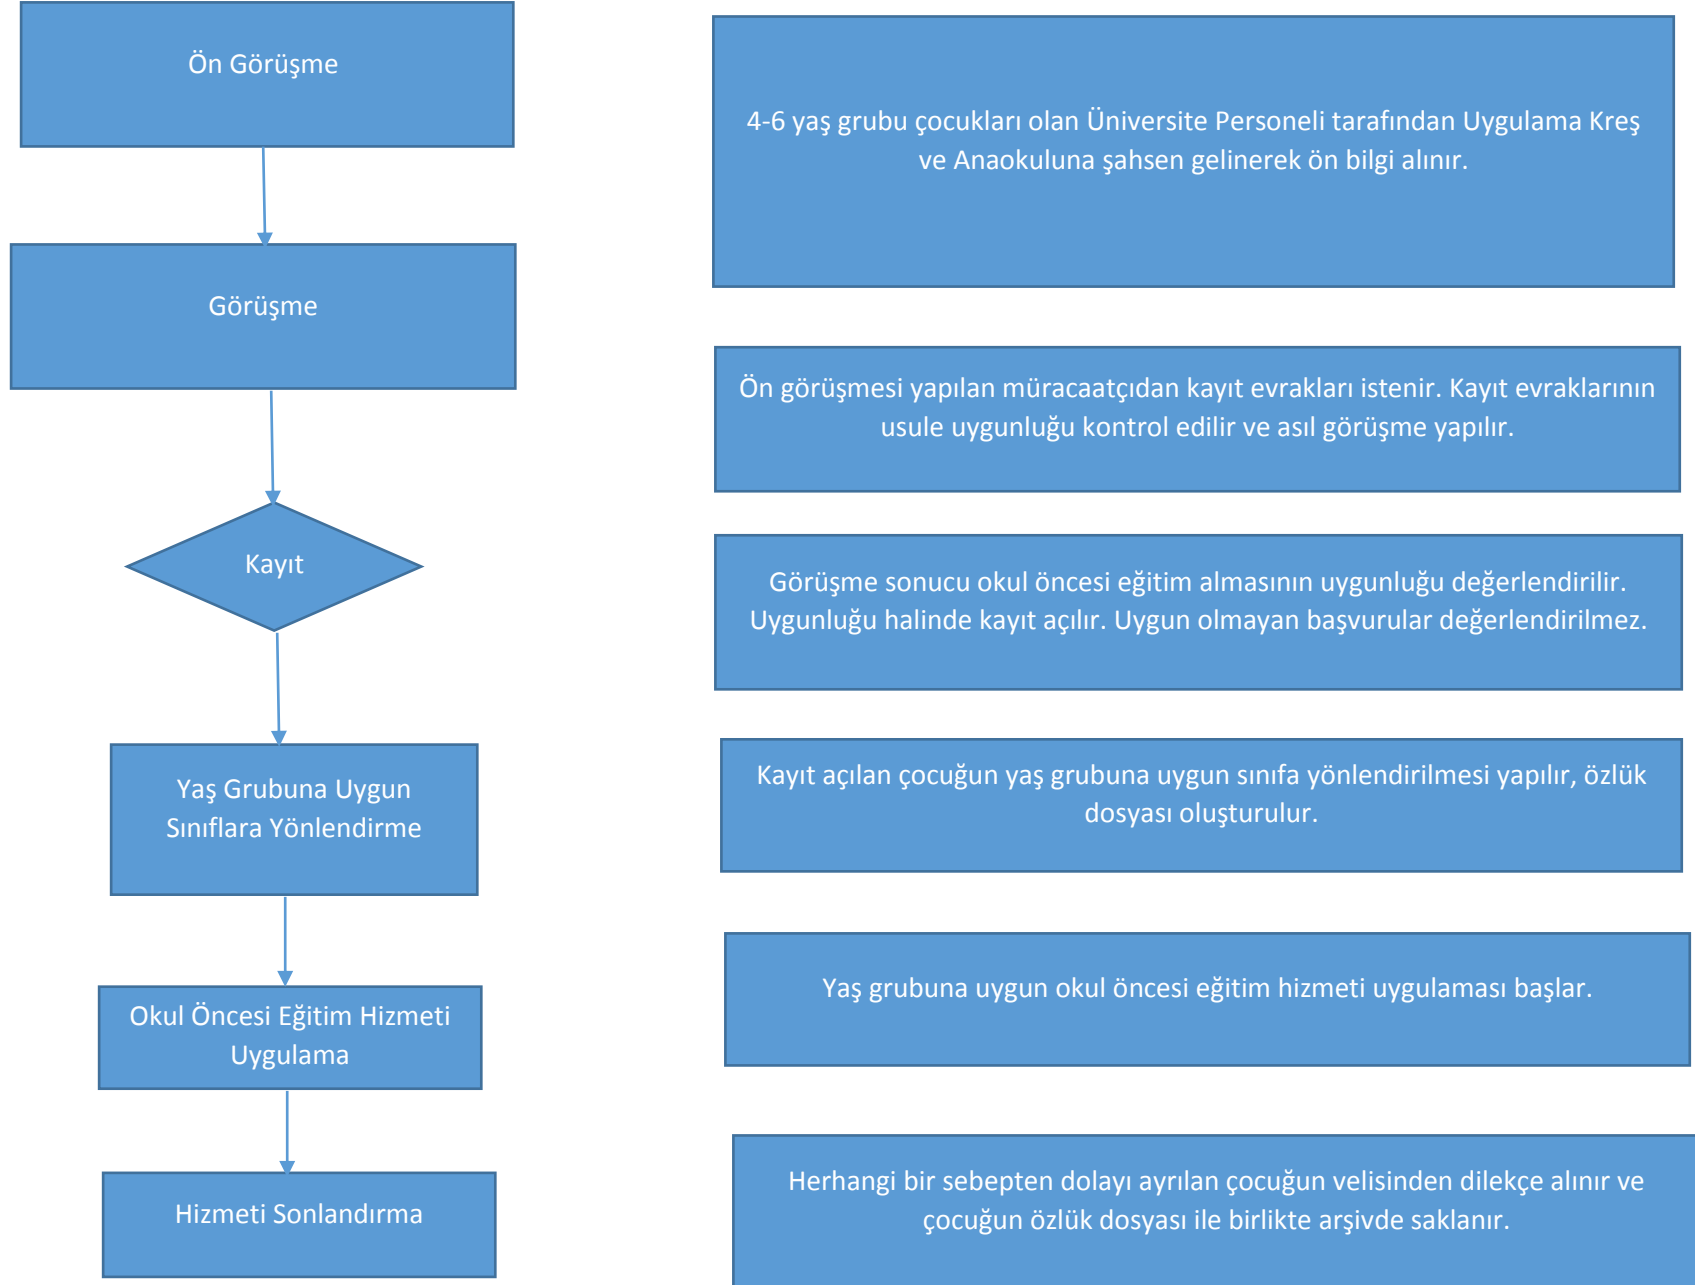 Ön Görüşme
4-6 yaş grubu çocukları olan Üniversite Personeli tarafından Uygulama Kreş
ve Anaokuluna şahsen gelinerek ön bilgi alınır.
Görüşme
Ön görüşmesi yapılan müracaatçıdan kayıt evrakları istenir. Kayıt evraklarının
usule uygunluğu kontrol edilir ve asıl görüşme yapılır.
Kayıt
Görüşme sonucu okul öncesi eğitim almasının uygunluğu değerlendirilir.
Uygunluğu halinde kayıt açılır. Uygun olmayan başvurular değerlendirilmez.
Yaş Grubuna Uygun
Sınıflara Yönlendirme
Kayıt açılan çocuğun yaş grubuna uygun sınıfa yönlendirilmesi yapılır, özlük
dosyası oluşturulur.
Okul Öncesi Eğitim Hizmeti
Uygulama
Yaş grubuna uygun okul öncesi eğitim hizmeti uygulaması başlar.
Hizmeti Sonlandırma
Herhangi bir sebepten dolayı ayrılan çocuğun velisinden dilekçe alınır ve
çocuğun özlük dosyası ile birlikte arşivde saklanır.